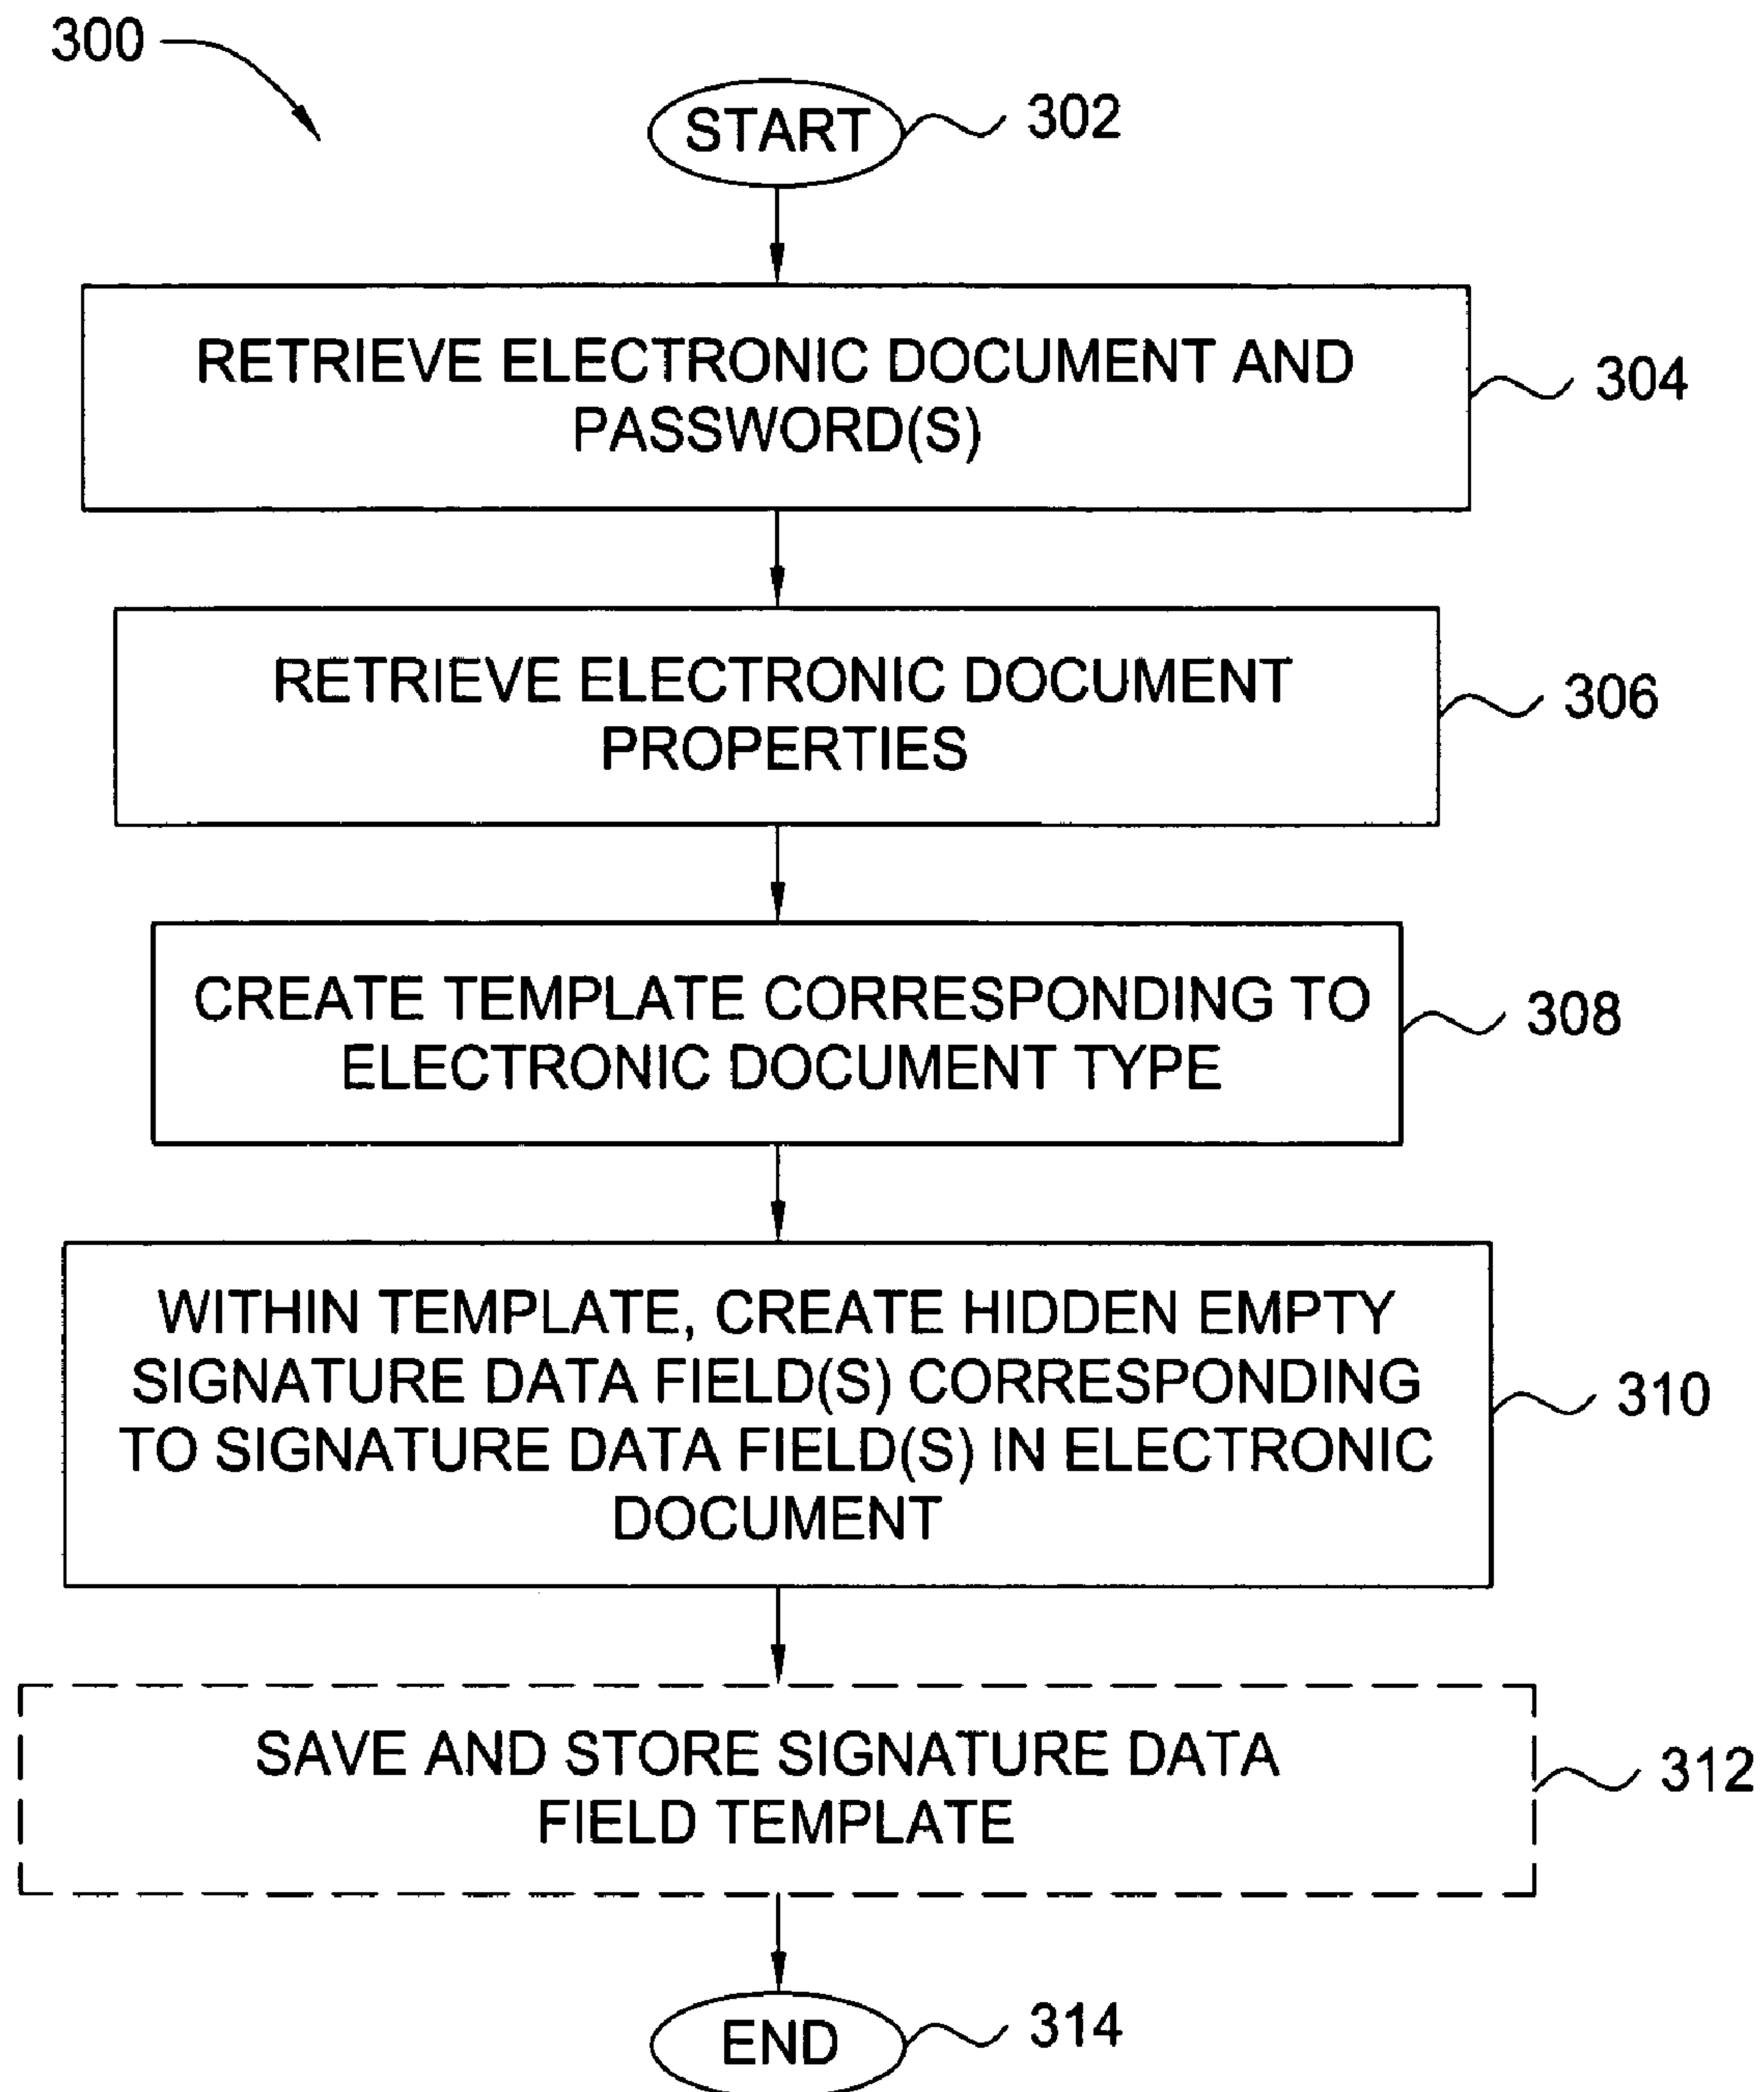 300
START
302
RETRIEVE ELECTRONIC DOCUMENT AND
PASSWORD(S)
304
RETRIEVE ELECTRONIC DOCUMENT
PROPERTIES
306
CREATE TEMPLATE CORRESPONDING TO
ELECTRONIC DOCUMENT TYPE
308
WITHIN TEMPLATE, CREATE HIDDEN EMPTY
SIGNATURE DATA FIELD(S) CORRESPONDING
TO SIGNATURE DATA FIELD(S) IN ELECTRONIC
DOCUMENT
310
SAVE AND STORE SIGNATURE DATA
FIELD TEMPLATE
312
END
314